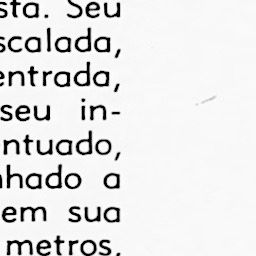 sta. Seu
scalada,
entrada,
seu in-
ntuado,
nhado a
em sua
metros,